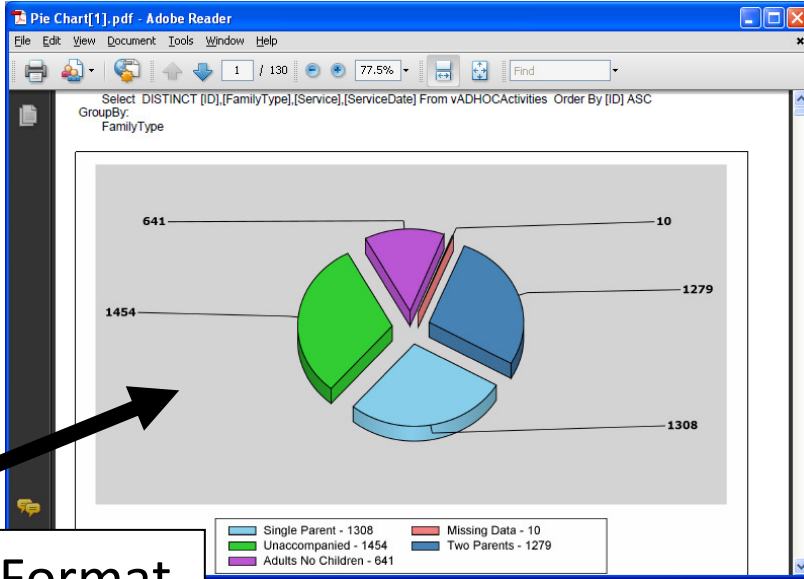 Pie Chart[1].pdf - Adobe Reader
File Edit View Document Tools Window Help
1 / 130 77.5% Find
Select DISTINCT [ID],[FamilyType],[Service],[ServiceDate] From vADHOCActivities Order By [ID] ASC
GroupBy:
FamilyType
641
10
1279
1454
1308
Single Parent - 1308 Missing Data - 10
Unaccompanied - 1454 Two Parents - 1279
Adults No Children - 641
Format